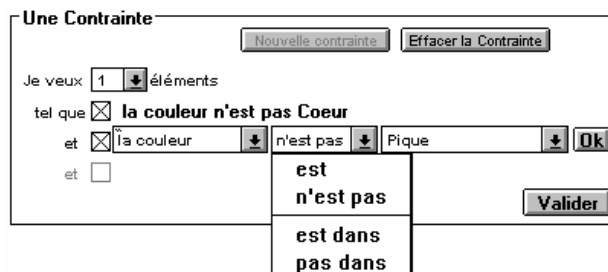 Une Contrainte
Nouvelle contrainte Effacer la Contrainte
Je veux 1 éléments
tel que la couleur n'est pas Coeur
et la couleur n'est pas Pique Ok
et
est
n'est pas
Valider
est dans
pas dans